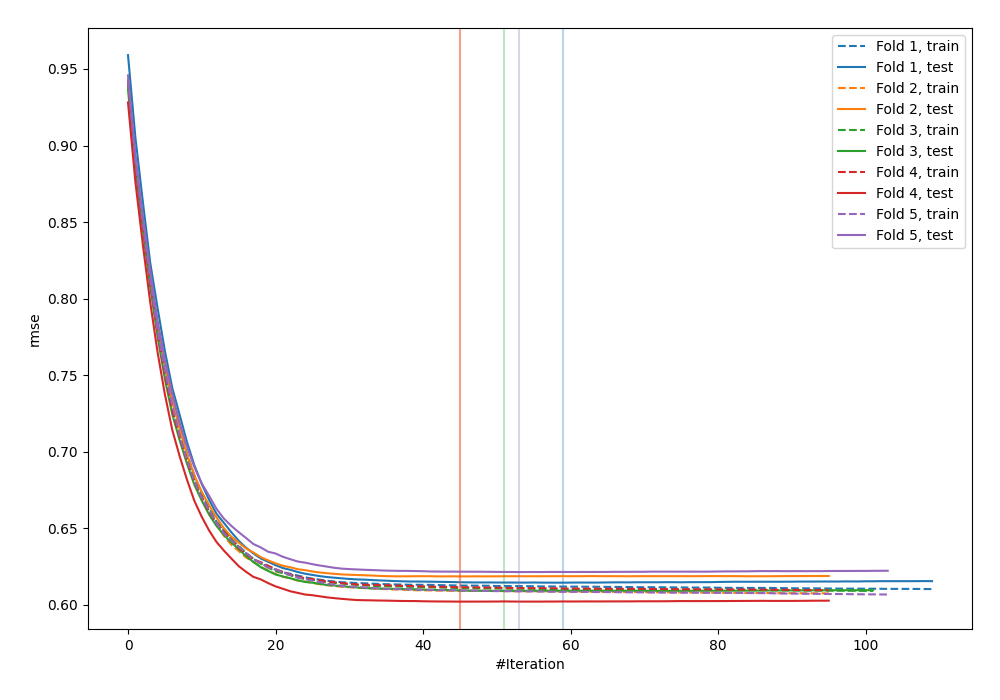 Fold 1, train
Fold 1, test
Fold 2, train
Fold 2, test
Fold 3, train
Fold 3, test
Fold 4, train
Fold 4, test
Fold 5, train
Fold 5, test
rmse
0.95
0.90
0.85
0.80
0.75
0.70
0.65
0.60
0 20 40 60 80 100
#Iteration